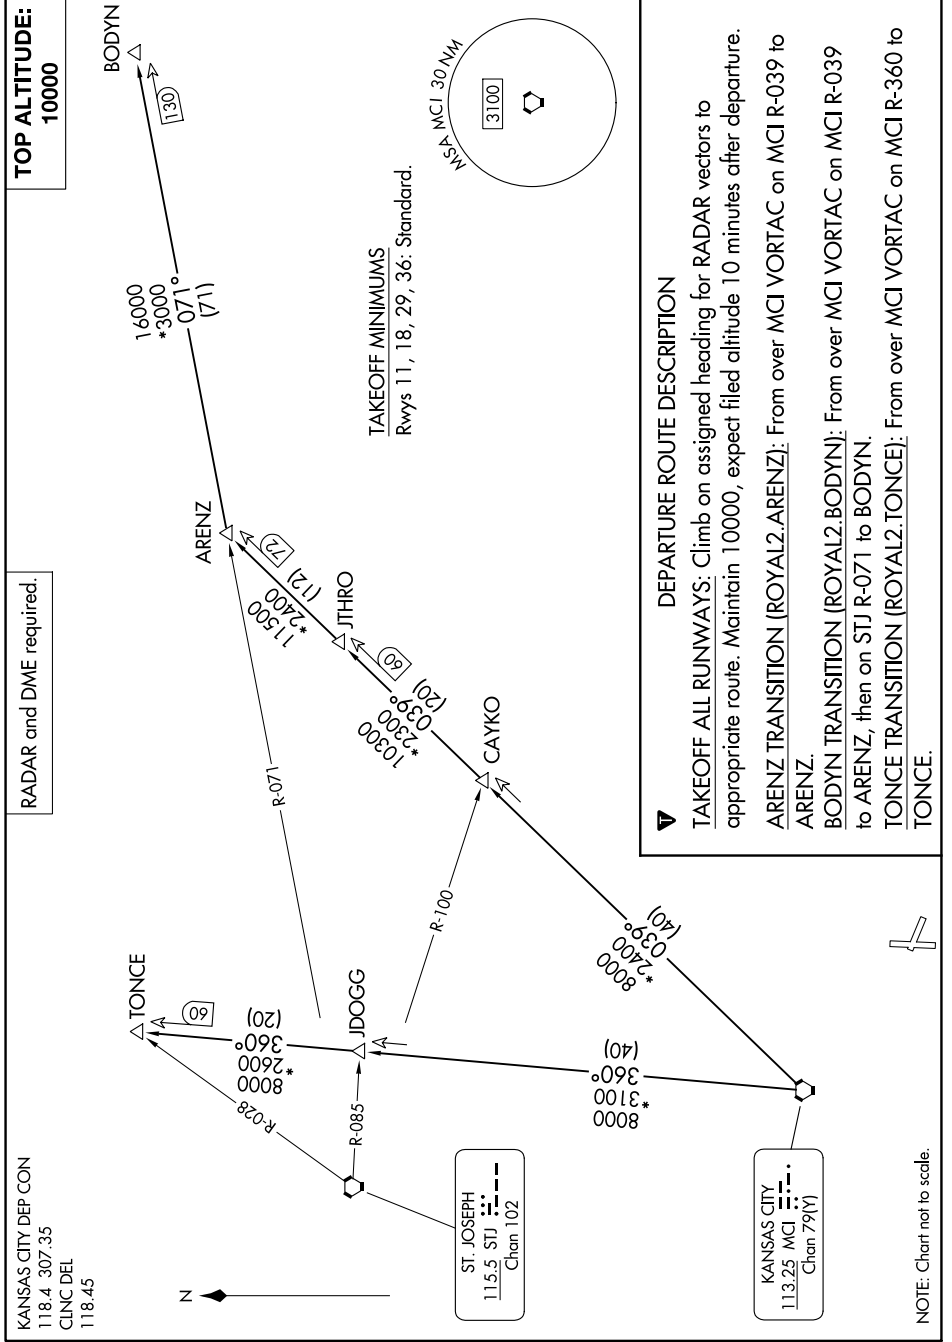 KANSAS CITY DEP CON
118.4 307.35
CLNC DEL
118.45
RADAR and DME required.
TOP ALTITUDE:
10000
N
TONCE
60
8000
*2600
360°
(20)
R-028
JDOGG
R-085
ST. JOSEPH
115.5 STJ
Chan 102
8000
*3100
360°
(40)
KANSAS CITY
113.25 MCI
Chan 79(Y)
R-071
R-100
8000
*2400
039°
(40)
CAYKO
10300
*2300
039°
(20)
60
JTHRO
11500
*2400
(12)
72
ARENZ
16000
*3000
071°
(71)
BODYN
130
TAKEOFF MINIMUMS
Rwys 11, 18, 29, 36: Standard.
MSA MCI 30 NM
3100
NOTE: Chart not to scale.
T
DEPARTURE ROUTE DESCRIPTION
TAKEOFF ALL RUNWAYS: Climb on assigned heading for RADAR vectors to
appropriate route. Maintain 10000, expect filed altitude 10 minutes after departure.
ARENZ TRANSITION (ROYAL2.ARENZ): From over MCI VORTAC on MCI R-039 to
ARENZ.
BODYN TRANSITION (ROYAL2.BODYN): From over MCI VORTAC on MCI R-039
to ARENZ, then on STJ R-071 to BODYN.
TONCE TRANSITION (ROYAL2.TONCE): From over MCI VORTAC on MCI R-360 to
TONCE.